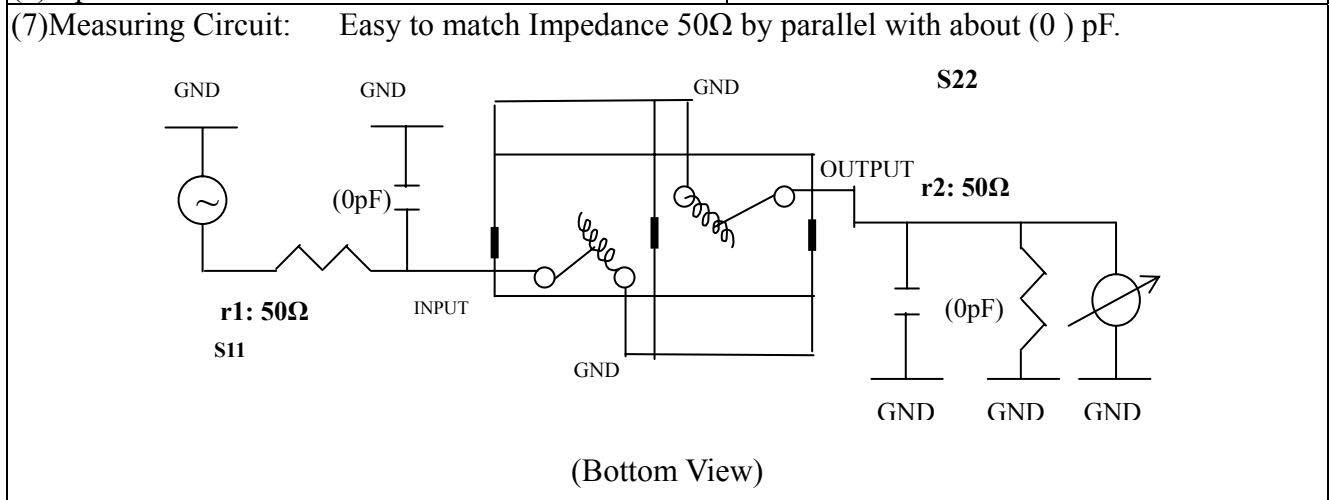 (7)Measuring Circuit: Easy to match Impedance 50Ω by parallel with about (0 ) pF.
S22
GND GND GND
OUTPUT
(0pF) r2: 50Ω
r1: 50Ω INPUT (0pF)
S11
GND
GND GND GND
(Bottom View)